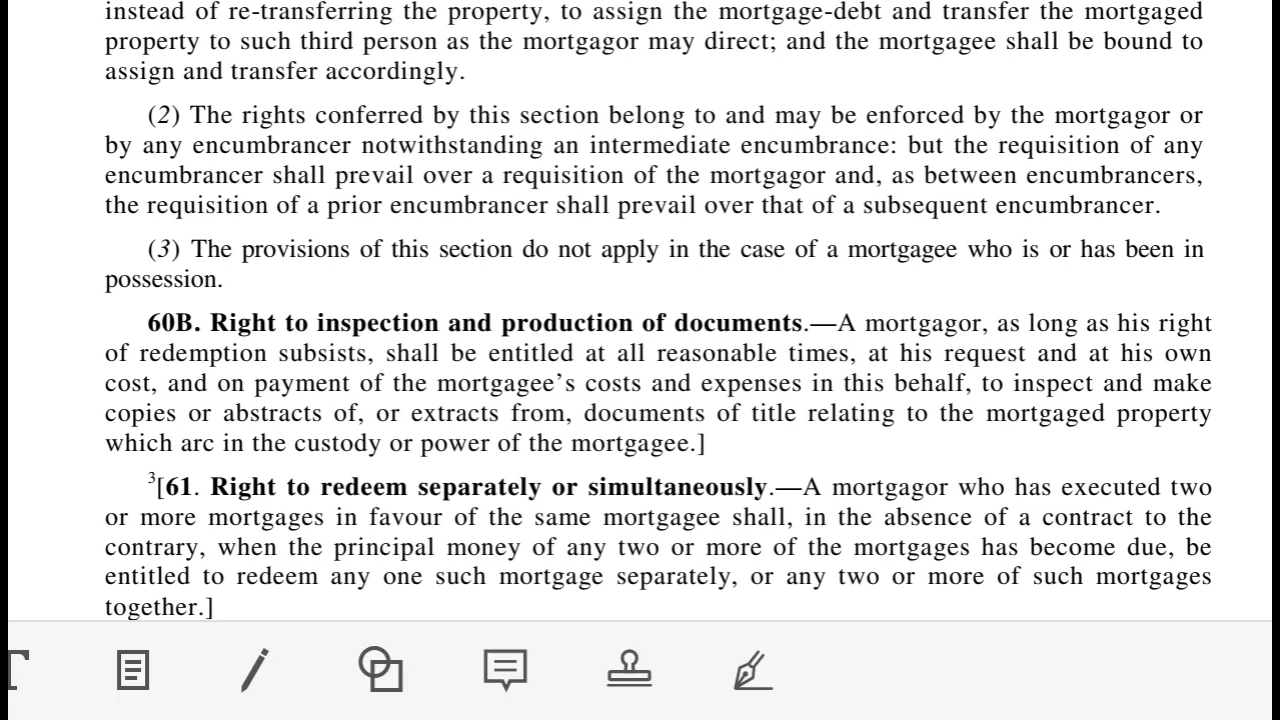 instead of re-transferring the property, to assign the mortgage-debt and transfer the mortgaged
property to such third person as the mortgagor may direct; and the mortgagee shall be bound to
assign and transfer accordingly.
(2) The rights conferred by this section belong to and may be enforced by the mortgagor or
by any encumbrancer notwithstanding an intermediate encumbrance: but the requisition of any
encumbrancer shall prevail over a requisition of the mortgagor and, as between encumbrancers,
the requisition of a prior encumbrancer shall prevail over that of a subsequent encumbrancer.
(3) The provisions of this section do not apply in the case of a mortgagee who is or has been in
possession.
60B. Right to inspection and production of documents.—A mortgagor, as long as his right
of redemption subsists, shall be entitled at all reasonable times, at his request and at his own
cost, and on payment of the mortgagee’s costs and expenses in this behalf, to inspect and make
copies or abstracts of, or extracts from, documents of title relating to the mortgaged property
which arc in the custody or power of the mortgagee.]
3[61. Right to redeem separately or simultaneously.—A mortgagor who has executed two
or more mortgages in favour of the same mortgagee shall, in the absence of a contract to the
contrary, when the principal money of any two or more of the mortgages has become due, be
entitled to redeem any one such mortgage separately, or any two or more of such mortgages
together.]
T